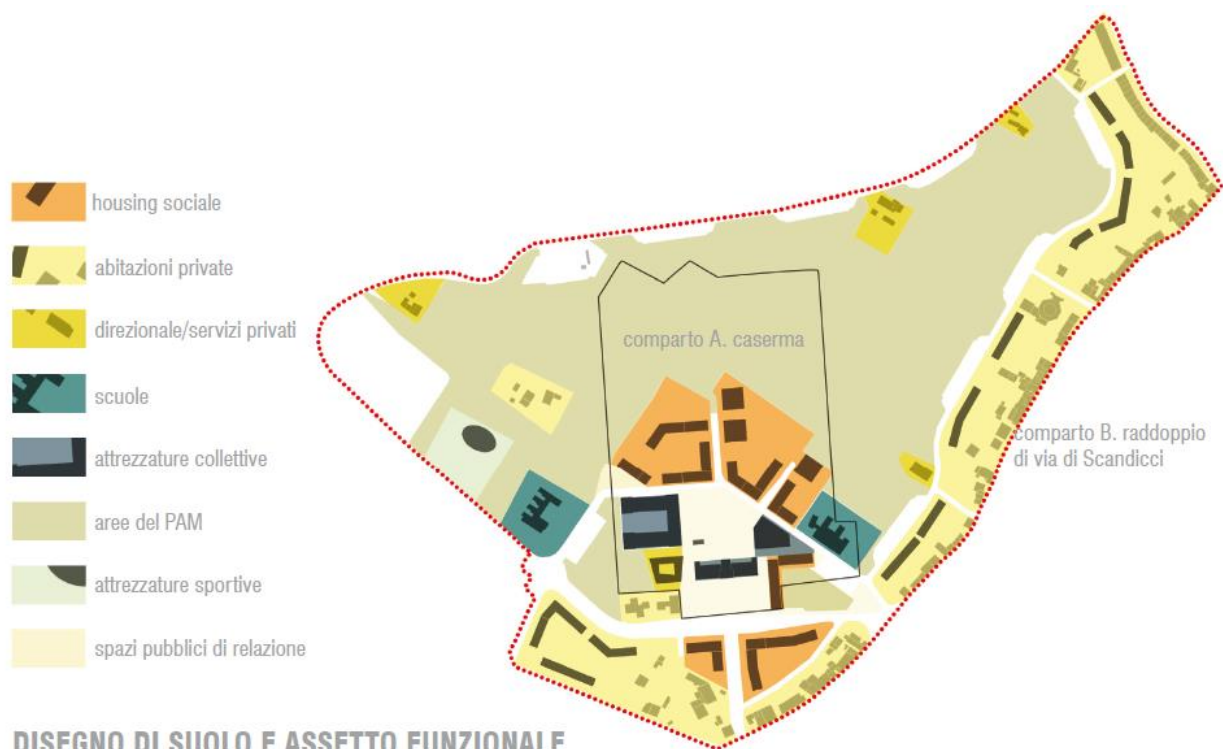 housing sociale
abitazioni private
direzionale/servizi privati
scuole
attrezzature collettive
aree del PAM
attrezzature sportive
spazi pubblici di relazione
comparto A. caserma
comparto B. raddoppio
di via di Scandicci
DISEGNO DI SUOLO E ASSETTO FUNZIONALE